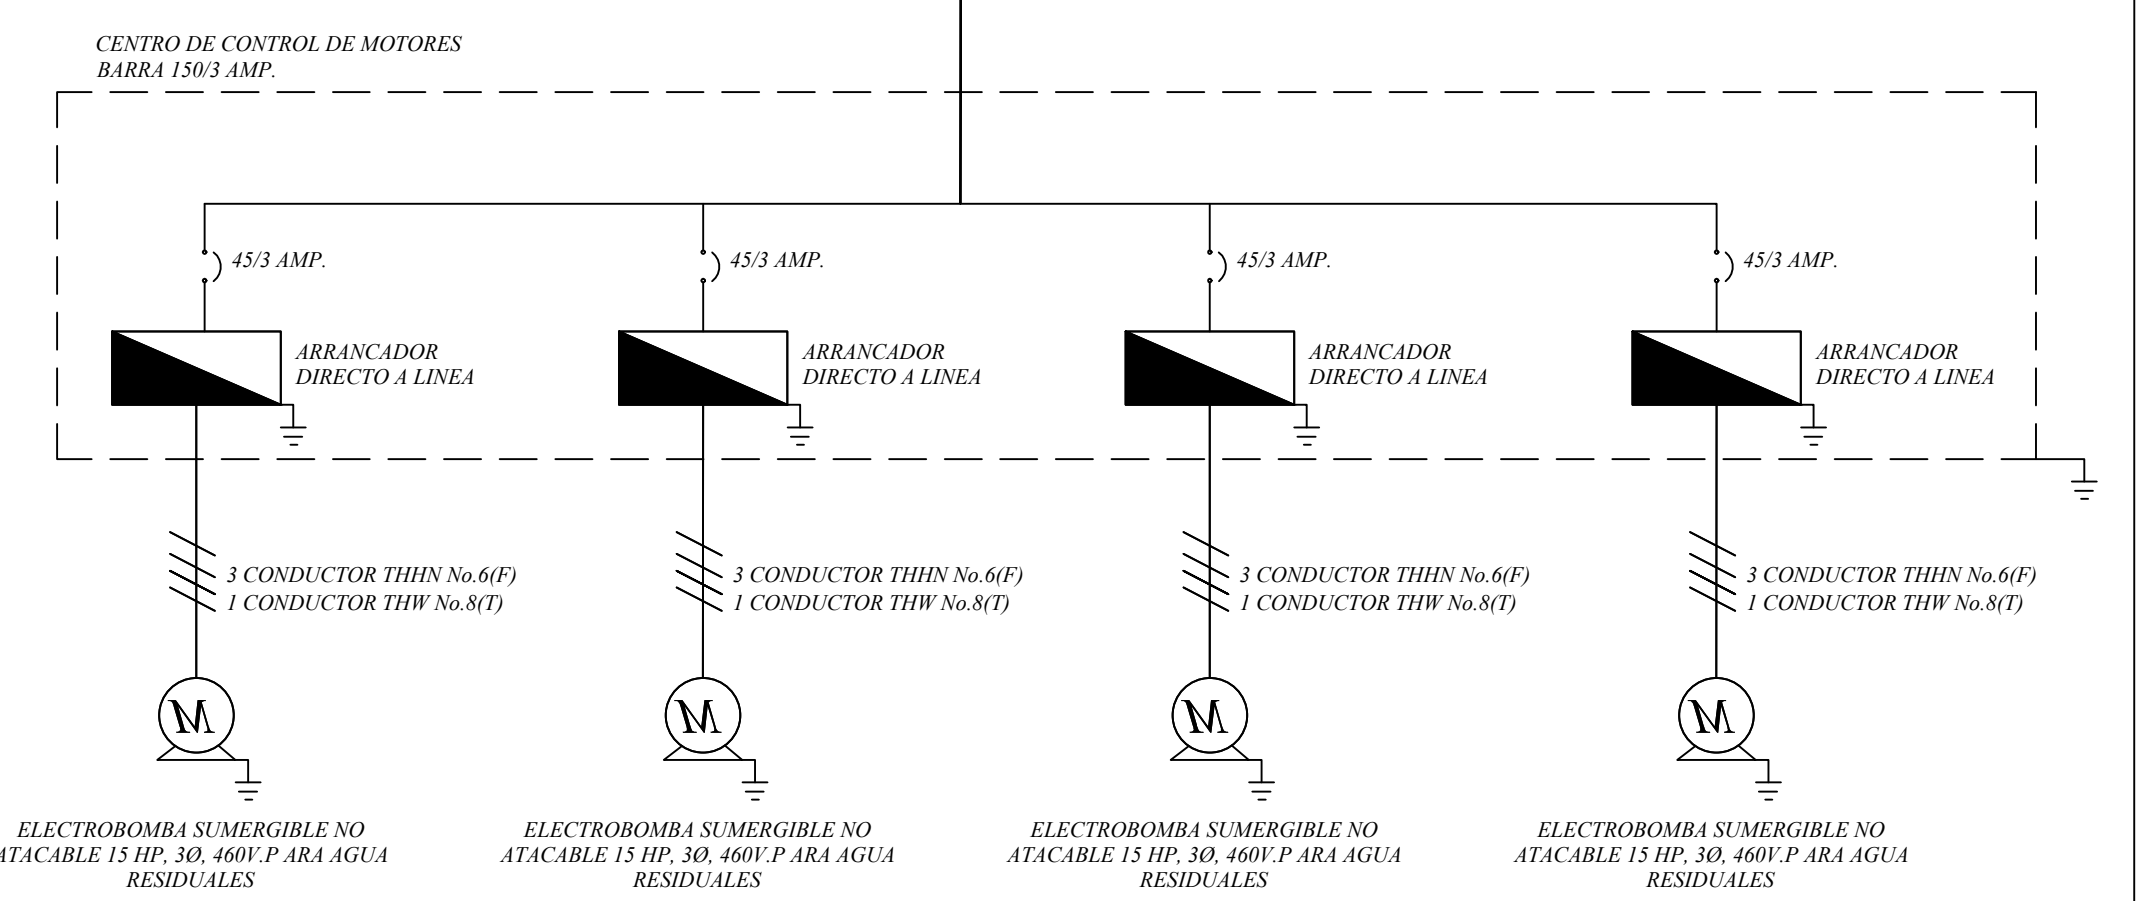 CENTRO DE CONTROL DE MOTORES
BARRA 150/3 AMP.
45/3 AMP.
45/3 AMP.
45/3 AMP.
45/3 AMP.
ARRANCADOR
DIRECTO A LINEA
ARRANCADOR
DIRECTO A LINEA
ARRANCADOR
DIRECTO A LINEA
ARRANCADOR
DIRECTO A LINEA
3 CONDUCTOR THHN No.6(F)
1 CONDUCTOR THW No.8(T)
3 CONDUCTOR THHN No.6(F)
1 CONDUCTOR THW No.8(T)
3 CONDUCTOR THHN No.6(F)
1 CONDUCTOR THW No.8(T)
3 CONDUCTOR THHN No.6(F)
1 CONDUCTOR THW No.8(T)
M
M
M
M
ELECTROBOMBA SUMERGIBLE NO
ATACABLE 15 HP, 3Ø, 460V.P ARA AGUA
RESIDUALES
ELECTROBOMBA SUMERGIBLE NO
ATACABLE 15 HP, 3Ø, 460V.P ARA AGUA
RESIDUALES
ELECTROBOMBA SUMERGIBLE NO
ATACABLE 15 HP, 3Ø, 460V.P ARA AGUA
RESIDUALES
ELECTROBOMBA SUMERGIBLE NO
ATACABLE 15 HP, 3Ø, 460V.P ARA AGUA
RESIDUALES